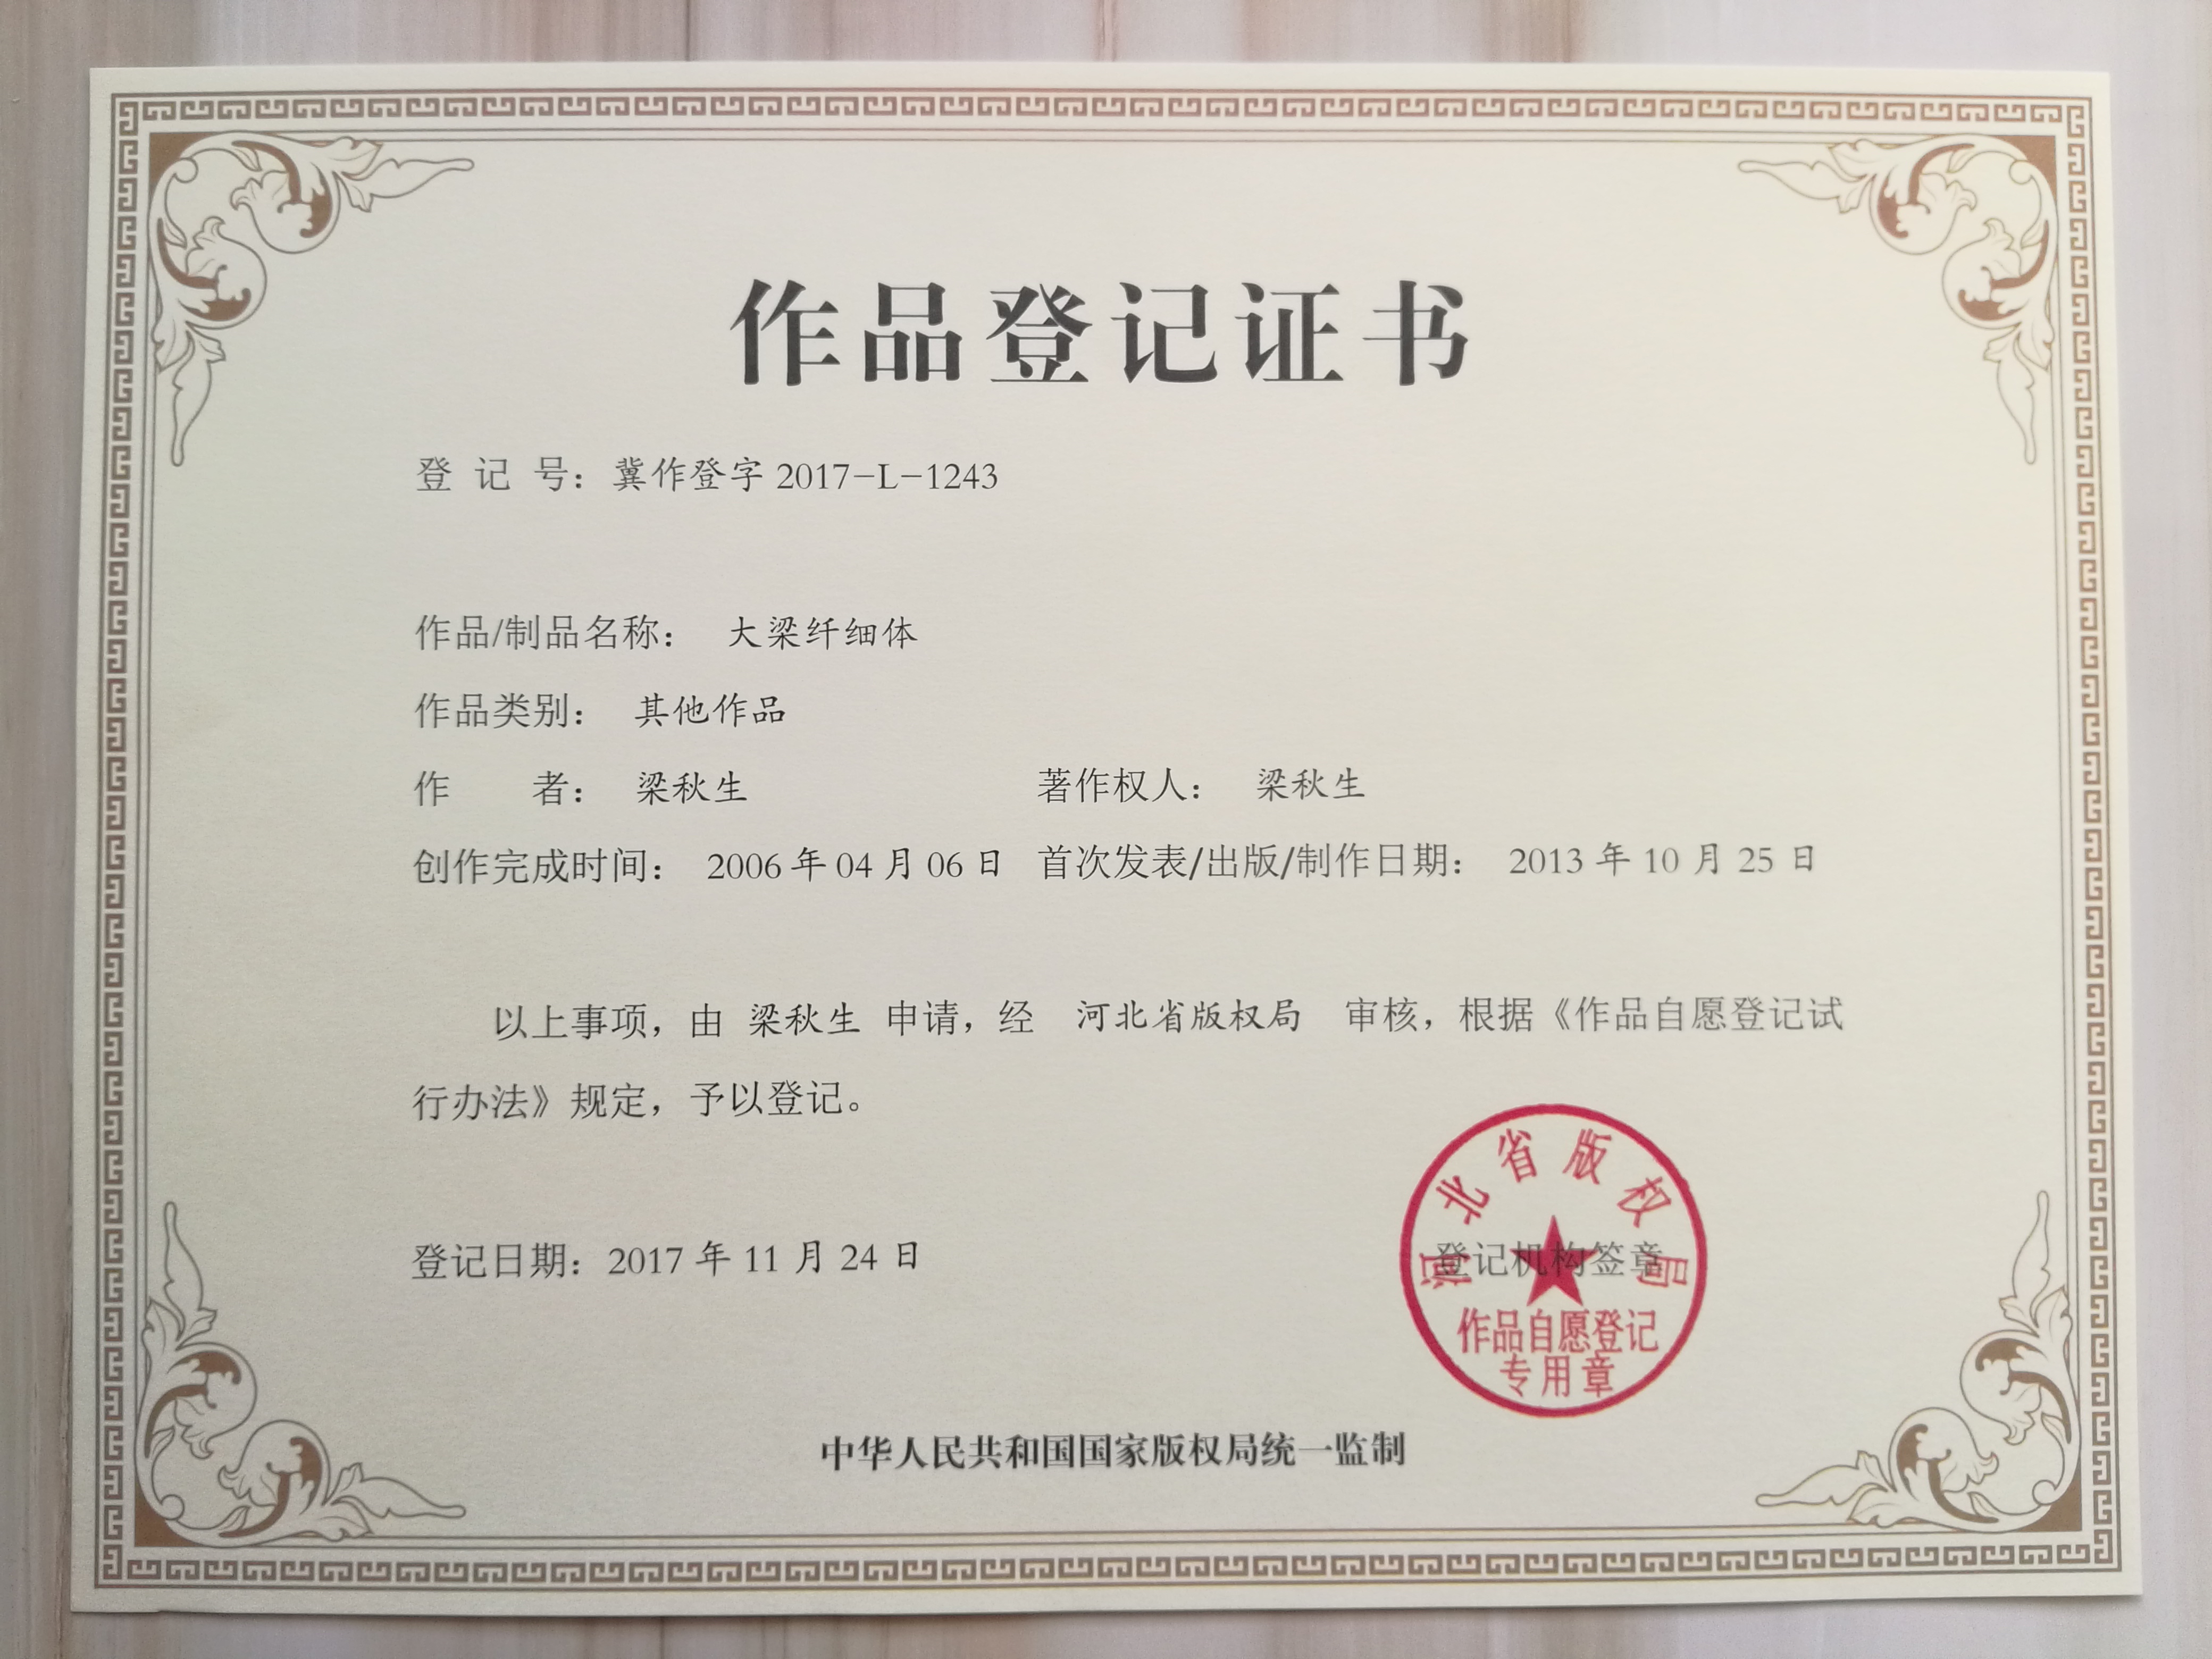 作品登记证书
登 记 号：冀作登字 2017-L-1243
作品/制品名称： 大梁纤细体
作品类别： 其他作品
作 者： 梁秋生 著作权人： 梁秋生
创作完成时间： 2006 年 04 月 06 日 首次发表/出版/制作日期： 2013 年 10 月 25 日
以上事项，由 梁秋生 申请，经 河北省版权局 审核，根据《作品自愿登记试
行办法》规定，予以登记。
登记日期：2017 年 11 月 24 日
登记机构签章
河北省版权局
作品自愿登记
专用章
中华人民共和国国家版权局统一监制